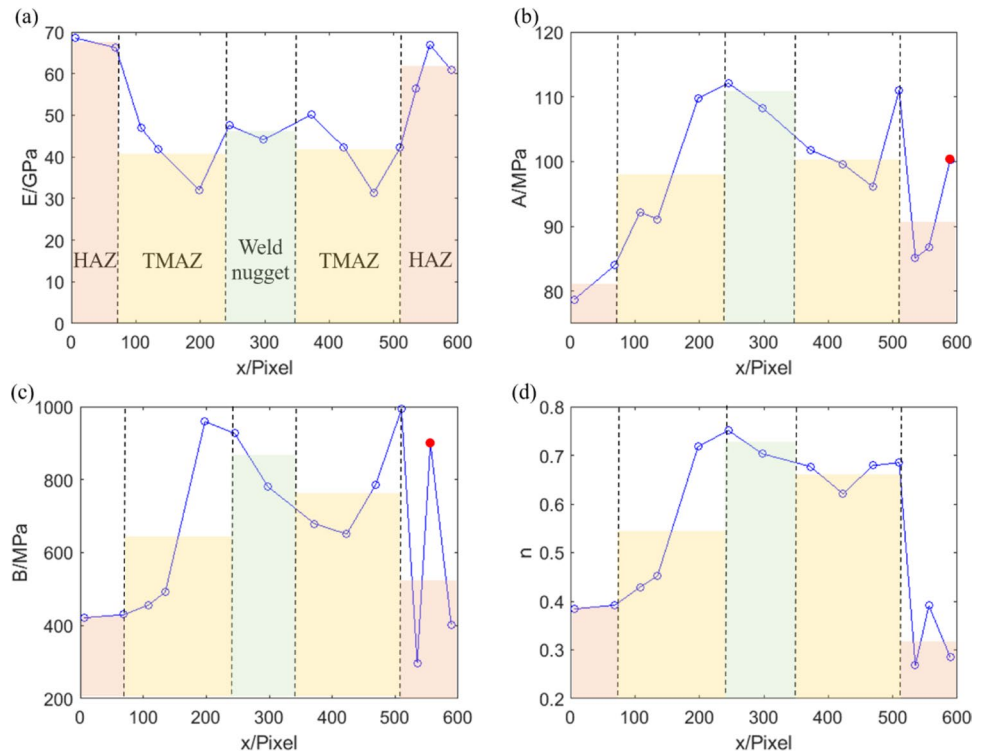 (a)
70
60
50
40
30
20
10
0
E/GPa
HAZ
TMAZ
Weld
nugget
TMAZ
HAZ
0 100 200 300 400 500 600
x/Pixel
(b)
120
110
100
90
80
A/MPa
0 100 200 300 400 500 600
x/Pixel
(c)
1000
800
600
400
200
B/MPa
0 100 200 300 400 500 600
x/Pixel
(d)
0.8
0.7
0.6
0.5
0.4
0.3
0.2
n
0 100 200 300 400 500 600
x/Pixel